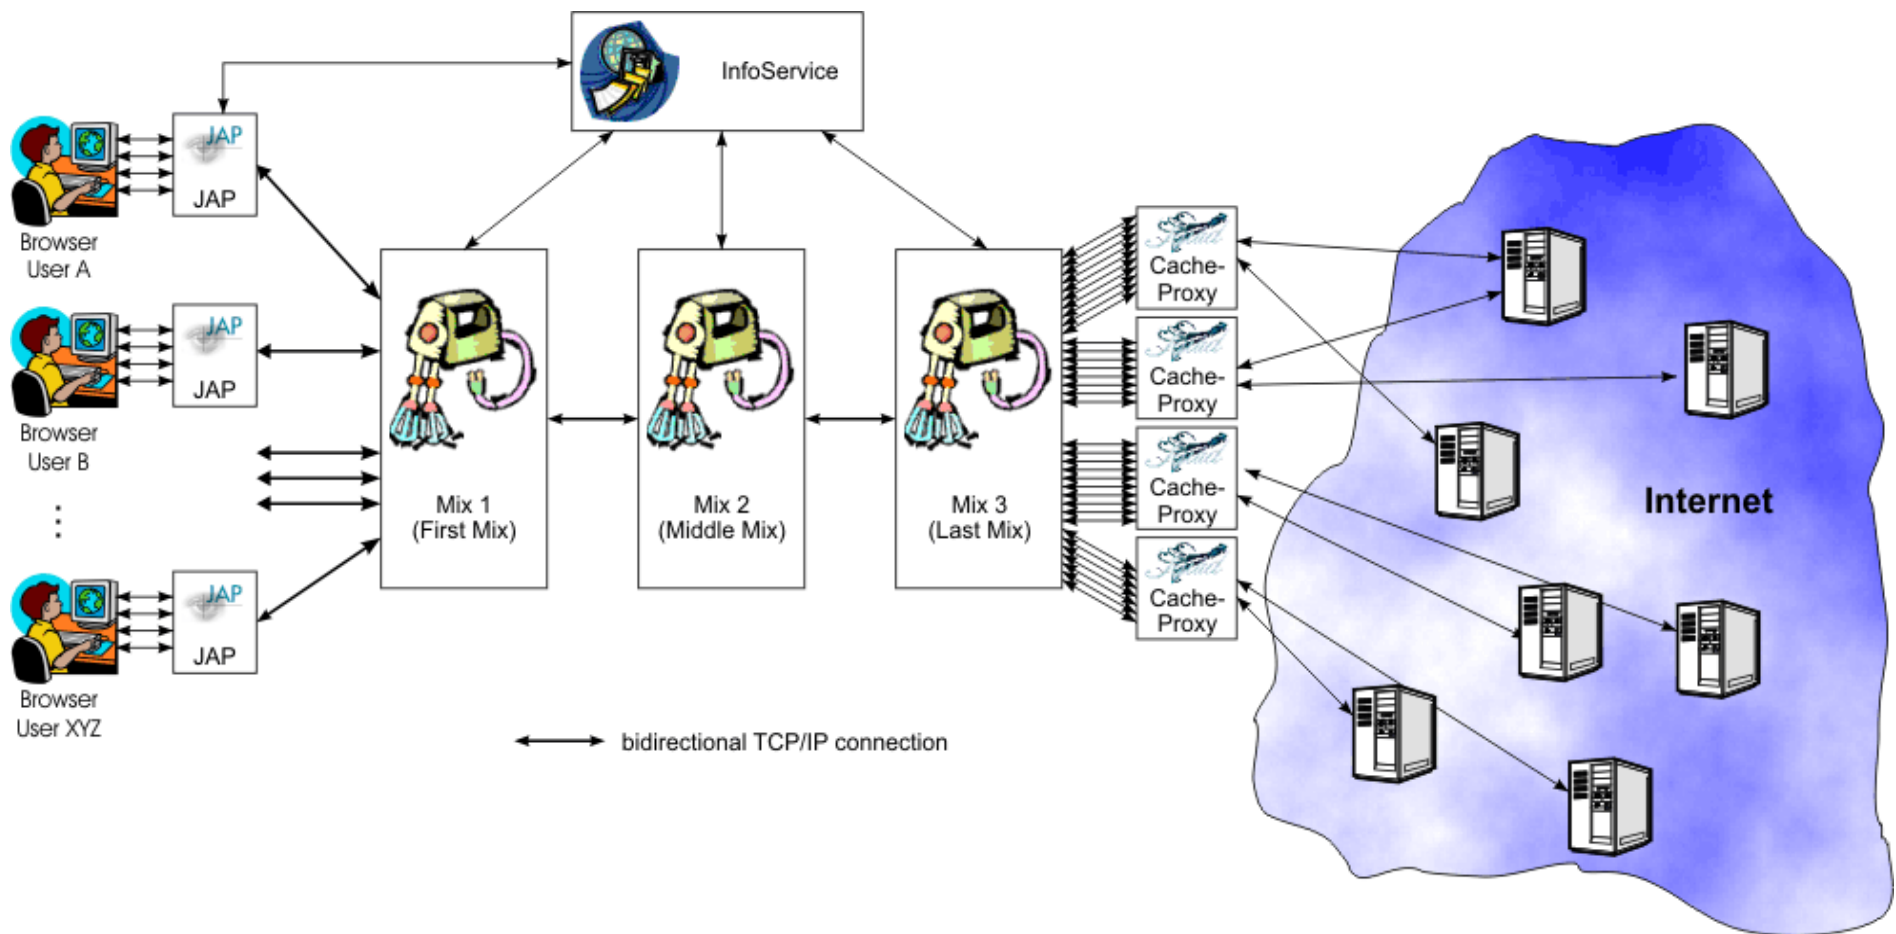 InfoService
JAP
JAP
Browser
User A
JAP
JAP
Browser
User B
JAP
JAP
Browser
User XYZ
Mix 1
(First Mix)
Mix 2
(Middle Mix)
Mix 3
(Last Mix)
Cache-
Proxy
Cache-
Proxy
Cache-
Proxy
Cache-
Proxy
Internet
bidirectional TCP/IP connection